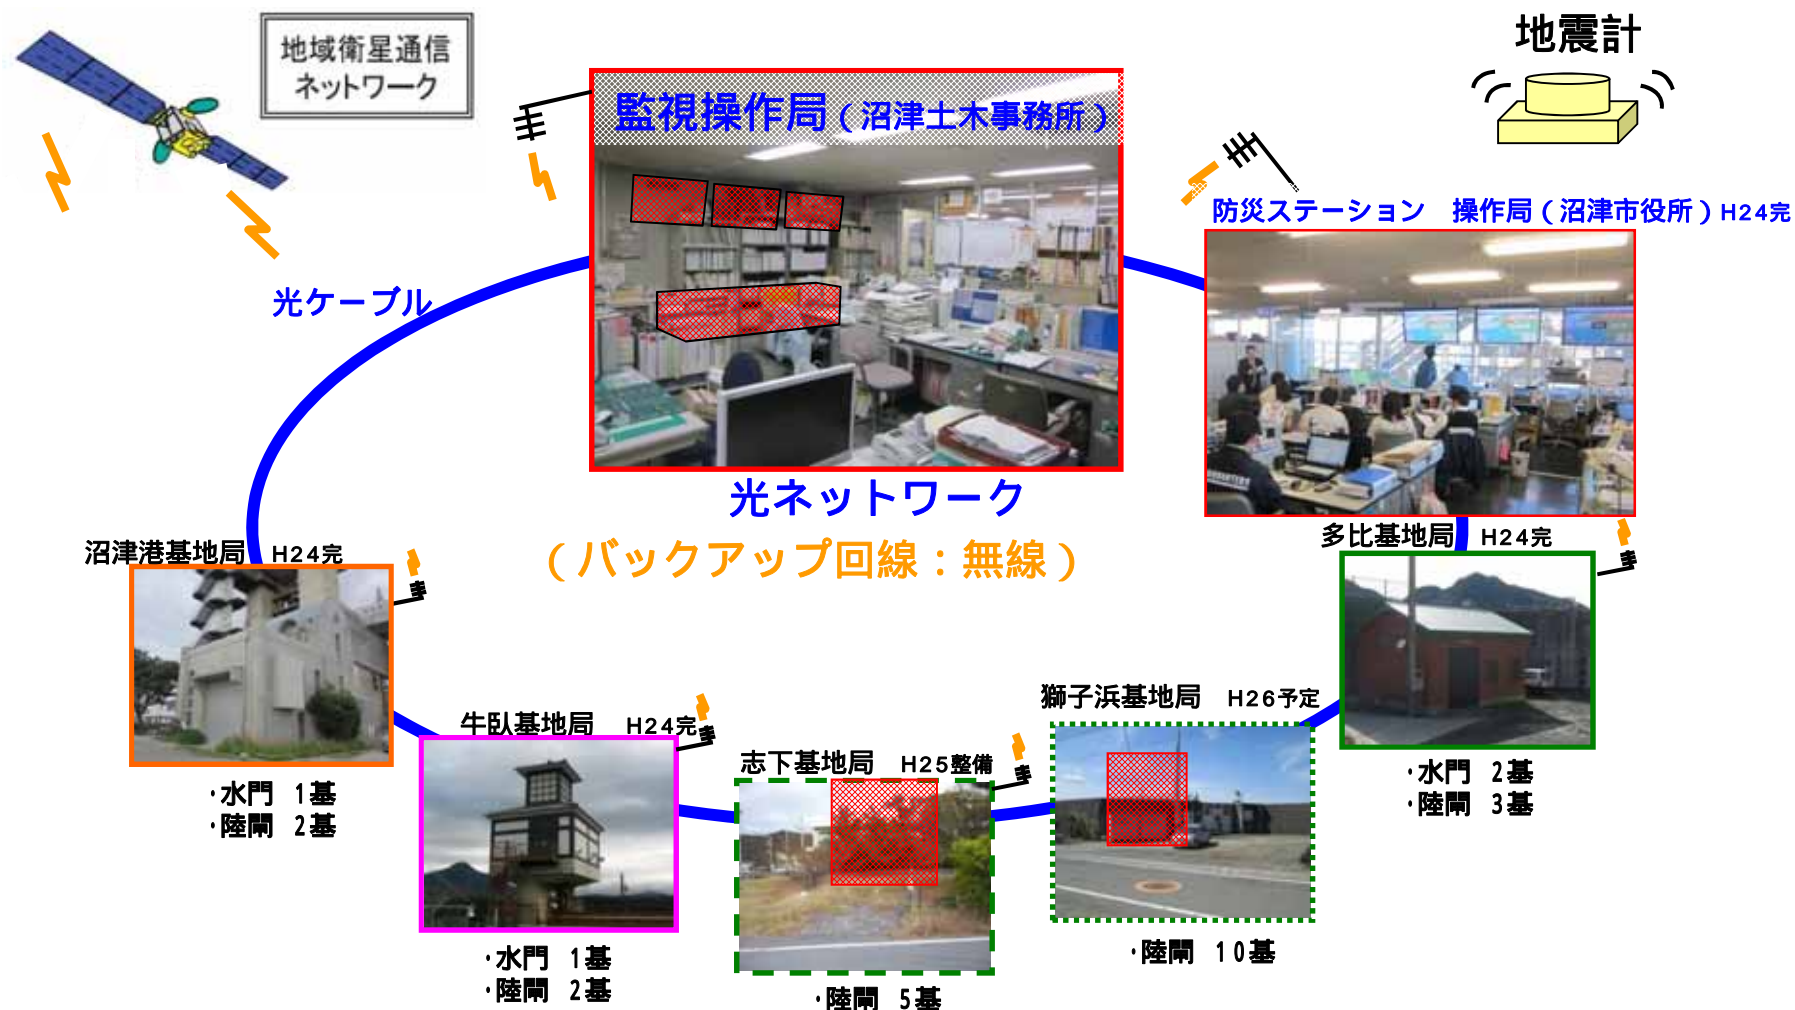 地域衛星通信
ネットワーク
地震計
監視操作局(沼津土木事務所)
防災ステーション 操作局(沼津市役所)H24完
光ケーブル
光ネットワーク
(バックアップ回線:無線)
沼津港基地局 H24完
・水門 1基
・陸閘 2基
牛臥基地局 H24完
・水門 1基
・陸閘 2基
志下基地局 H25整備
・陸閘 5基
獅子浜基地局 H26予定
・陸閘 10基
多比基地局 H24完
・水門 2基
・陸閘 3基